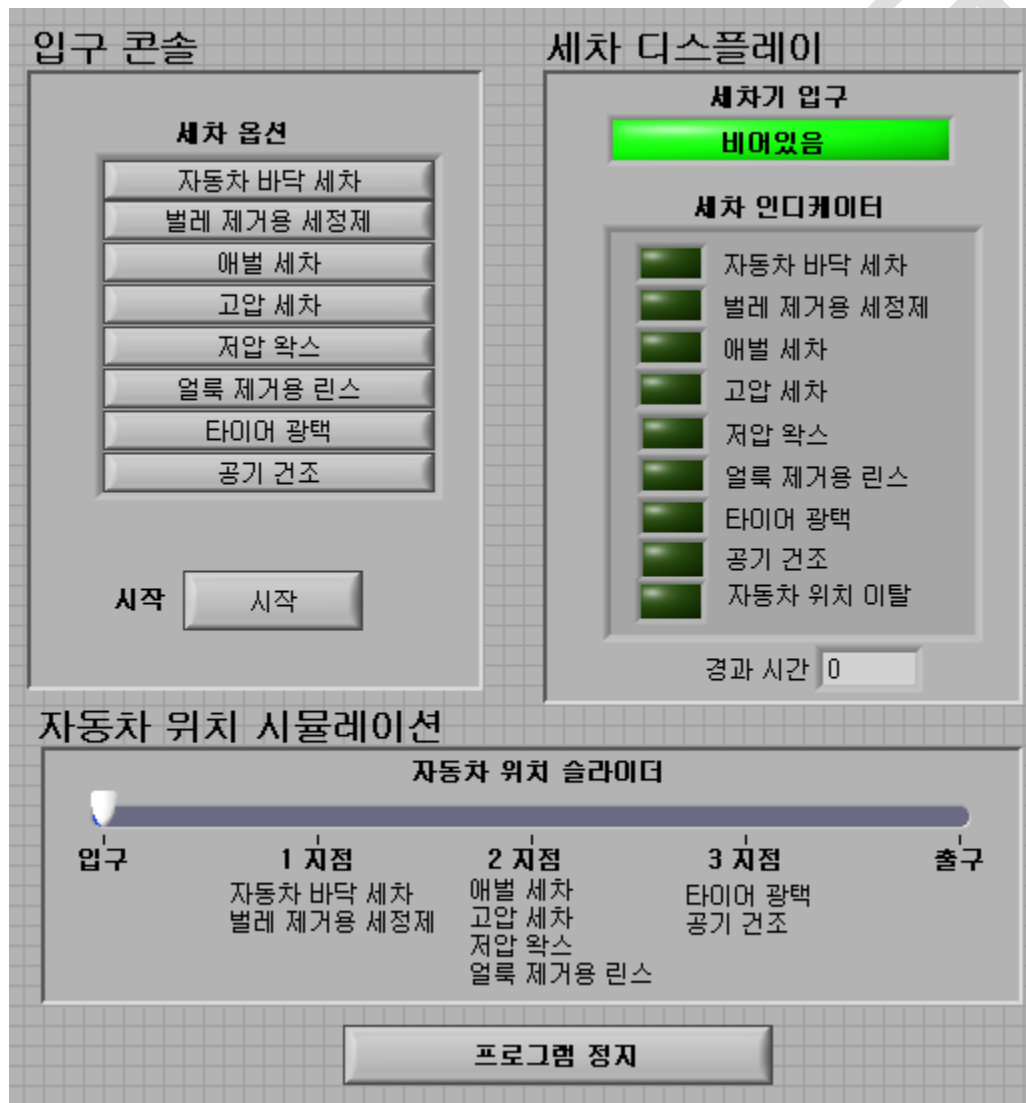 입구 콘솔
세차 옵션
자동차 바닥 세차
벌레 제거용 세정제
애벌 세차
고압 세차
저압 왁스
얼룩 제거용 린스
타이어 광택
공기 건조
시작 시작
세차 디스플레이
세차기 입구
비어있음
세차 인디케이터
자동차 바닥 세차
벌레 제거용 세정제
애벌 세차
고압 세차
저압 왁스
얼룩 제거용 린스
타이어 광택
공기 건조
자동차 위치 이탈
경과 시간 0
자동차 위치 시뮬레이션
자동차 위치 슬라이더
입구 1 지점 2 지점 3 지점 출구
자동차 바닥 세차
벌레 제거용 세정제
애벌 세차
고압 세차
저압 왁스
얼룩 제거용 린스
타이어 광택
공기 건조
프로그램 정지